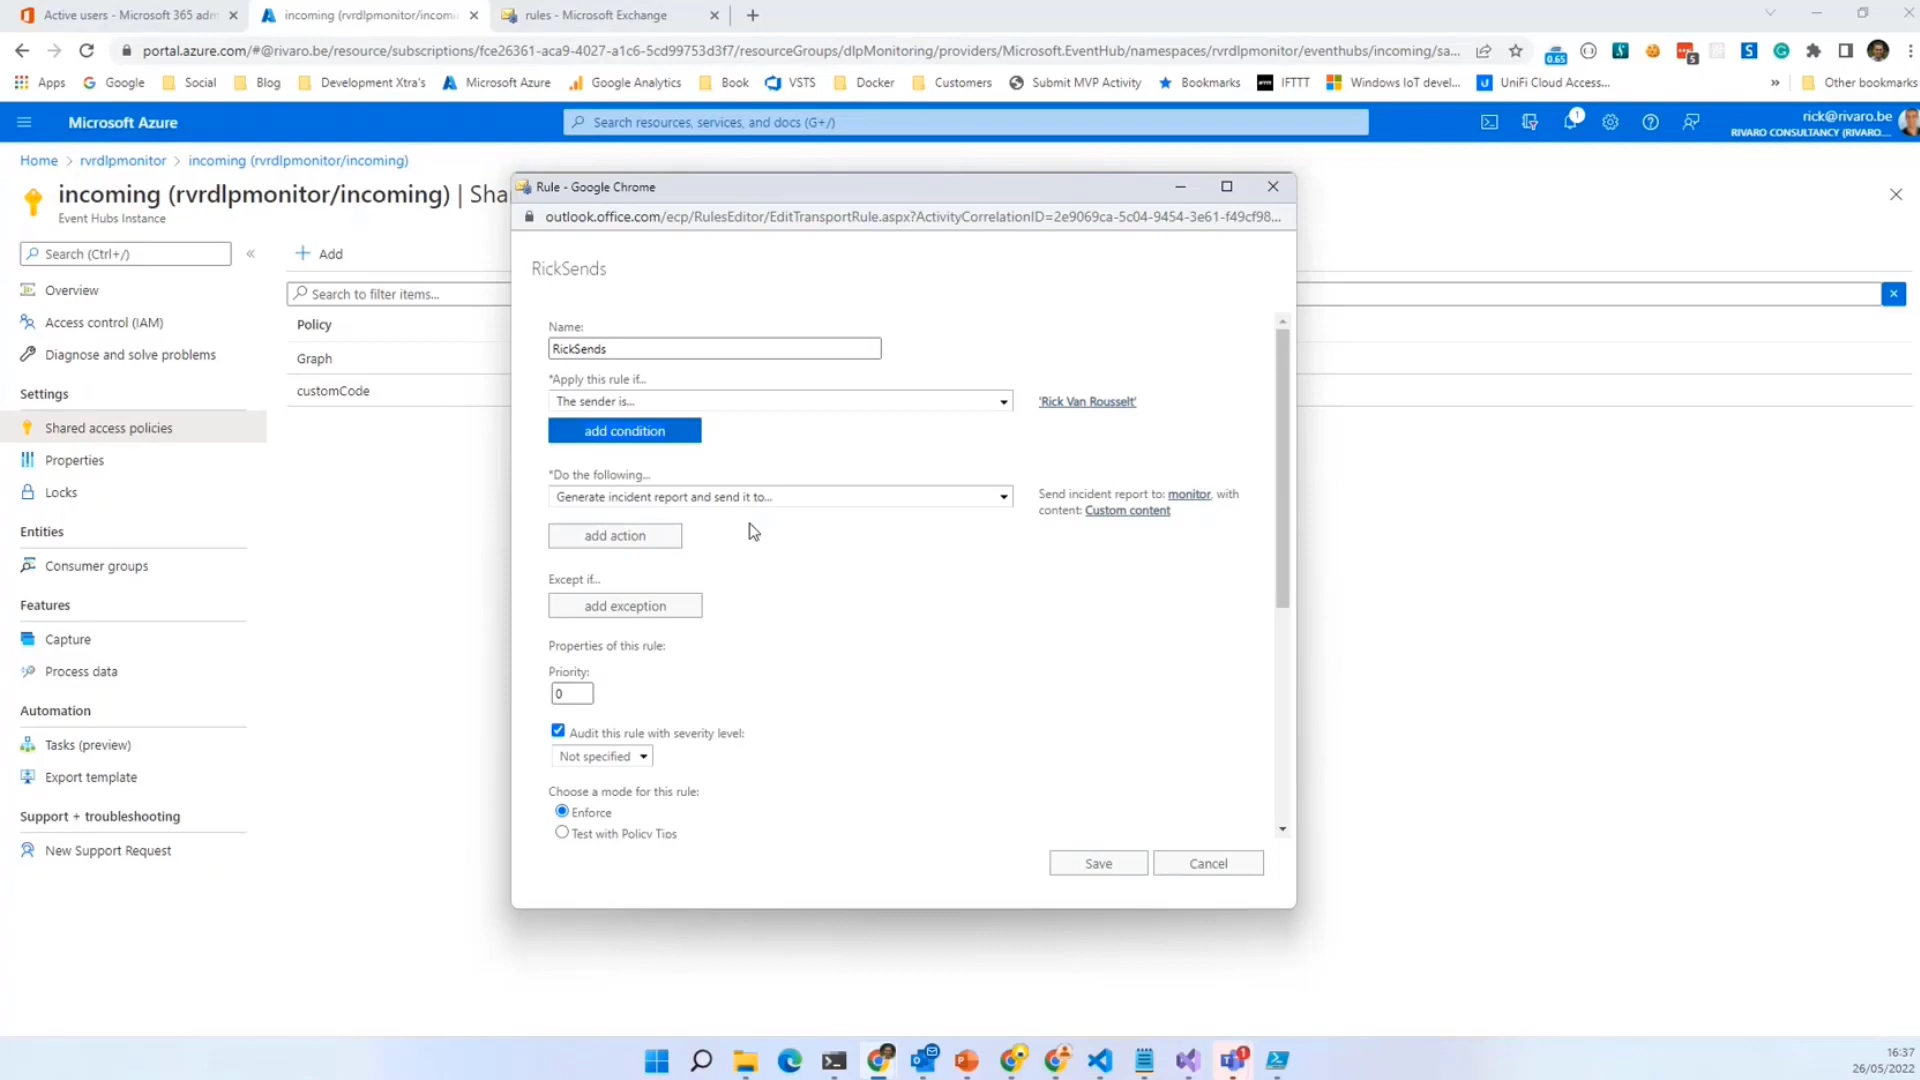 Active users - Microsoft 365 adm
incoming (rvrdlpmonitor/incomi
rules - Microsoft Exchange
portal.azure.com/#@rivaro.be/resource/subscriptions/fce26361-aca9-4027-a1c6-5cd99753d3f7/resourceGroups/dlpMonitoring/providers/Microsoft.EventHub/namespaces/rvrdlpmonitor/eventhubs/incoming/sa...
0.65
5
Apps
Google
Social
Blog
Development Xtra's
Microsoft Azure
Google Analytics
Book
VSTS
Docker
Customers
Submit MVP Activity
Bookmarks
IFTTT
Windows IoT devel...
UniFi Cloud Access...
»
Other bookmarks
Microsoft Azure
Search resources, services, and docs (G+/)
1
rick@rivaro.be
RIVARO CONSULTANCY (RIVARO....
Home > rvrdlpmonitor > incoming (rvrdlpmonitor/incoming)
incoming (rvrdlpmonitor/incoming) | Sha
Event Hubs Instance
Search (Ctrl+/)
«
Add
Overview
Access control (IAM)
Diagnose and solve problems
Settings
Shared access policies
Properties
Locks
Entities
Consumer groups
Features
Capture
Process data
Automation
Tasks (preview)
Export template
Support + troubleshooting
New Support Request
Search to filter items...
Policy
Graph
customCode
Rule - Google Chrome
outlook.office.com/ecp/RulesEditor/EditTransportRule.aspx?ActivityCorrelationID=2e9069ca-5c04-9454-3e61-f49cf98...
RickSends
Name:
RickSends
*Apply this rule if...
The sender is...
'Rick Van Rousselt'
add condition
*Do the following...
Generate incident report and send it to...
Send incident report to: monitor, with
content: Custom content
add action
Except if...
add exception
Properties of this rule:
Priority:
0
Audit this rule with severity level:
Not specified
Choose a mode for this rule:
Enforce
Test with Policy Tips
Save
Cancel
1
16:37
26/05/2022